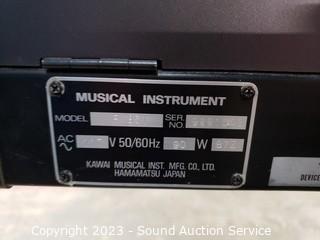 MUSICAL INSTRUMENT
MODEL SER. NO.
AC V 50/60Hz 90 W
KAWAI MUSICAL INST. MFG. CO., LTD.
HAMAMATSU JAPAN
DEVICE
Copyright 2023 - Sound Auction Service